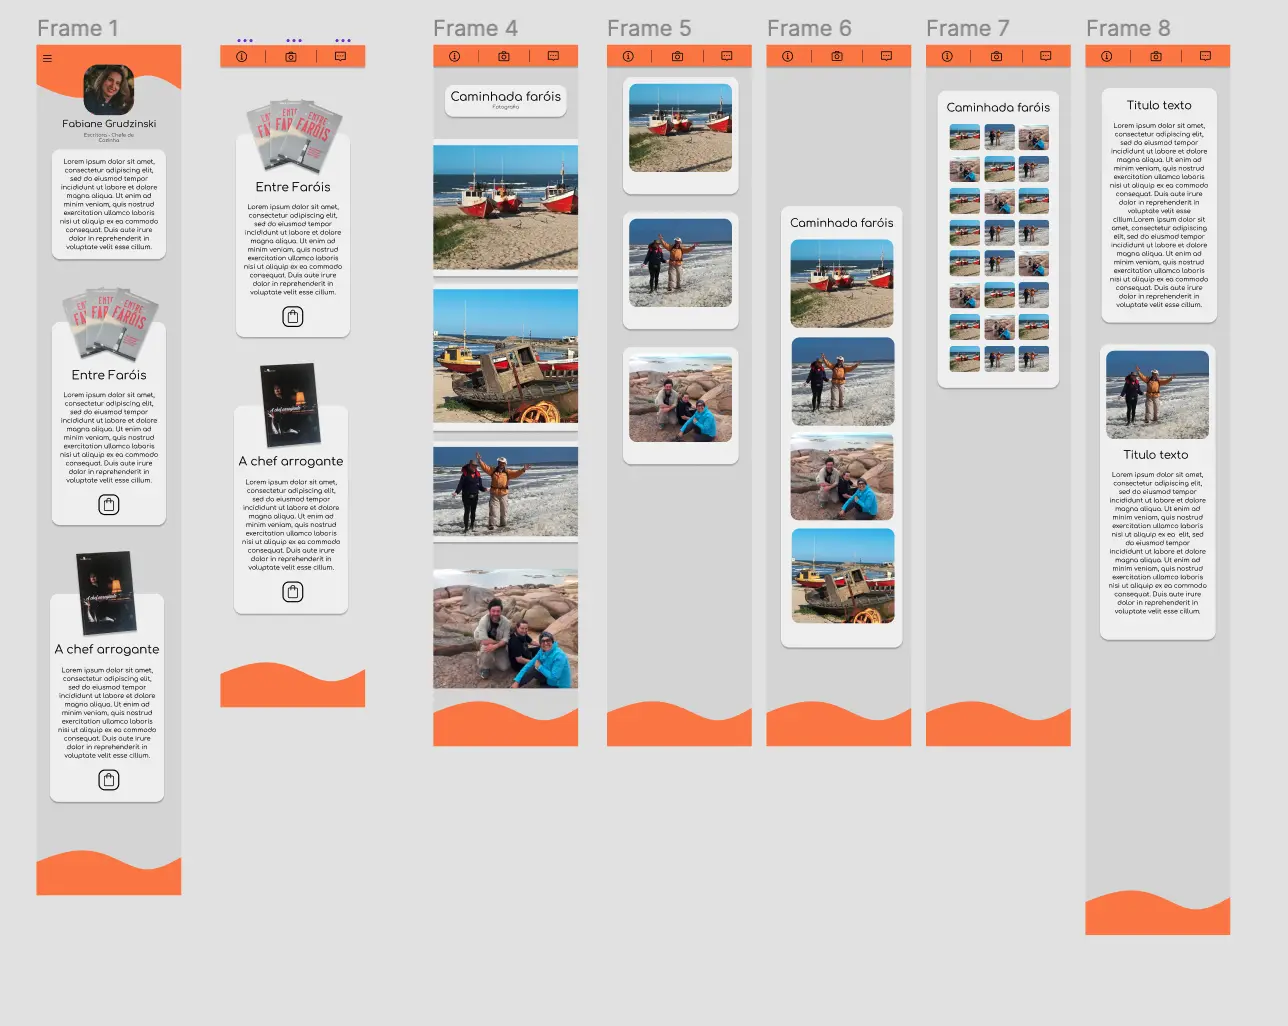 Frame 1
Fabiane Grudzinski
Escritora - Chefe de
Cozinha
Lorem ipsum dolor sit amet,
consectetur adipiscing elit,
sed do eiusmod tempor
incididunt ut labore et dolore
magna aliqua. Ut enim ad
minim veniam, quis nostrud
exercitation ullamco laboris
nisi ut aliquip ex ea commodo
consequat. Duis aute irure
dolor in reprehenderit in
voluptate velit esse cillum.
ENTRE
FARÓIS
Entre Faróis
Lorem ipsum dolor sit amet,
consectetur adipiscing elit,
sed do eiusmod tempor
incididunt ut labore et dolore
magna aliqua. Ut enim ad
minim veniam, quis nostrud
exercitation ullamco laboris
nisi ut aliquip ex ea commodo
consequat. Duis aute irure
dolor in reprehenderit in
voluptate velit esse cillum.
A chef arrogante
Lorem ipsum dolor sit amet,
consectetur adipiscing elit,
sed do eiusmod tempor
incididunt ut labore et dolore
magna aliqua. Ut enim ad
minim veniam, quis nostrud
exercitation ullamco laboris
nisi ut aliquip ex ea commodo
consequat. Duis aute irure
dolor in reprehenderit in
voluptate velit esse cillum.
ENTRE
FARÓIS
Entre Faróis
Lorem ipsum dolor sit amet,
consectetur adipiscing elit,
sed do eiusmod tempor
incididunt ut labore et dolore
magna aliqua. Ut enim ad
minim veniam, quis nostrud
exercitation ullamco laboris
nisi ut aliquip ex ea commodo
consequat. Duis aute irure
dolor in reprehenderit in
voluptate velit esse cillum.
A chef arrogante
Lorem ipsum dolor sit amet,
consectetur adipiscing elit,
sed do eiusmod tempor
incididunt ut labore et dolore
magna aliqua. Ut enim ad
minim veniam, quis nostrud
exercitation ullamco laboris
nisi ut aliquip ex ea commodo
consequat. Duis aute irure
dolor in reprehenderit in
voluptate velit esse cillum.
Frame 4
Caminhada faróis
Fotografia
Frame 5
Frame 6
Caminhada faróis
Frame 7
Caminhada faróis
Frame 8
Titulo texto
Lorem ipsum dolor sit amet,
consectetur adipiscing elit,
sed do eiusmod tempor
incididunt ut labore et dolore
magna aliqua. Ut enim ad
minim veniam, quis nostrud
exercitation ullamco laboris
nisi ut aliquip ex ea commodo
consequat. Duis aute irure
dolor in reprehenderit in
voluptate velit esse
cillum.Lorem ipsum dolor sit
amet, consectetur adipiscing
elit, sed do eiusmod tempor
incididunt ut labore et dolore
magna aliqua. Ut enim ad
minim veniam, quis nostrud
exercitation ullamco laboris
nisi ut aliquip ex ea commodo
consequat. Duis aute irure
dolor in reprehenderit in
voluptate velit esse cillum.
Titulo texto
Lorem ipsum dolor sit amet,
consectetur adipiscing elit,
sed do eiusmod tempor
incididunt ut labore et dolore
magna aliqua. Ut enim ad
minim veniam, quis nostrud
exercitation ullamco laboris
nisi ut aliquip ex ea elit, sed
do eiusmod tempor
incididunt ut labore et dolore
magna aliqua. Ut enim ad
minim veniam, quis nostrud
exercitation ullamco laboris
nisi ut aliquip ex ea commodo
consequat. Duis aute irure
dolor in reprehenderit in
voluptate velit esse cillum.